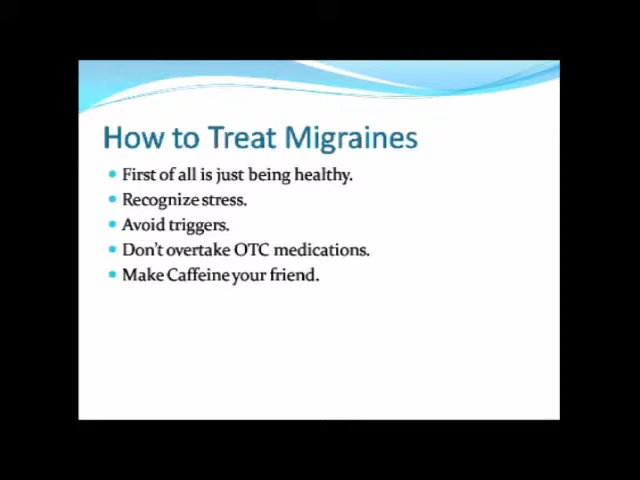 How to Treat Migraines
First of all is just being healthy.
Recognize stress.
Avoid triggers.
Don't overtake OTC medications.
Make Caffeine your friend.